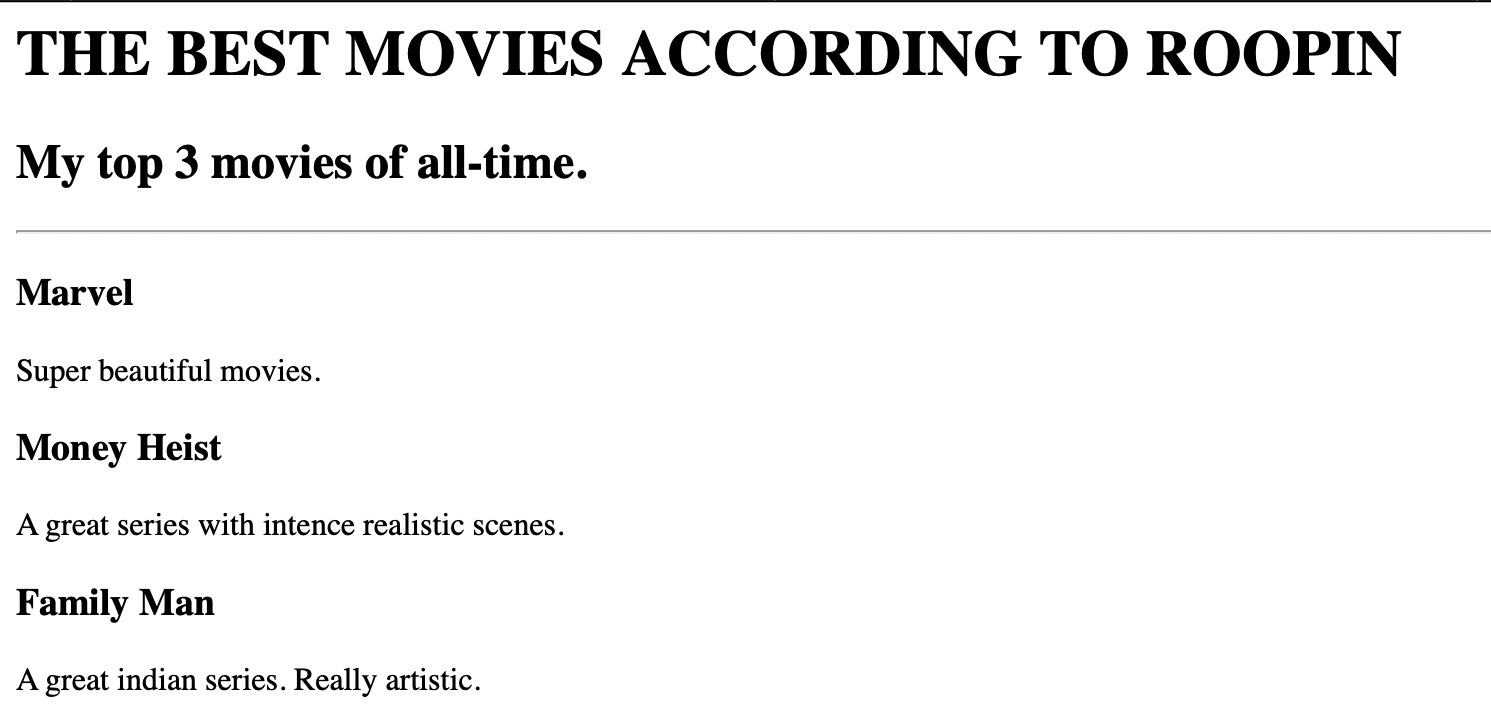 THE BEST MOVIES ACCORDING TO ROOPIN
My top 3 movies of all-time.
Marvel
Super beautiful movies.
Money Heist
A great series with intence realistic scenes.
Family Man
A great indian series. Really artistic.